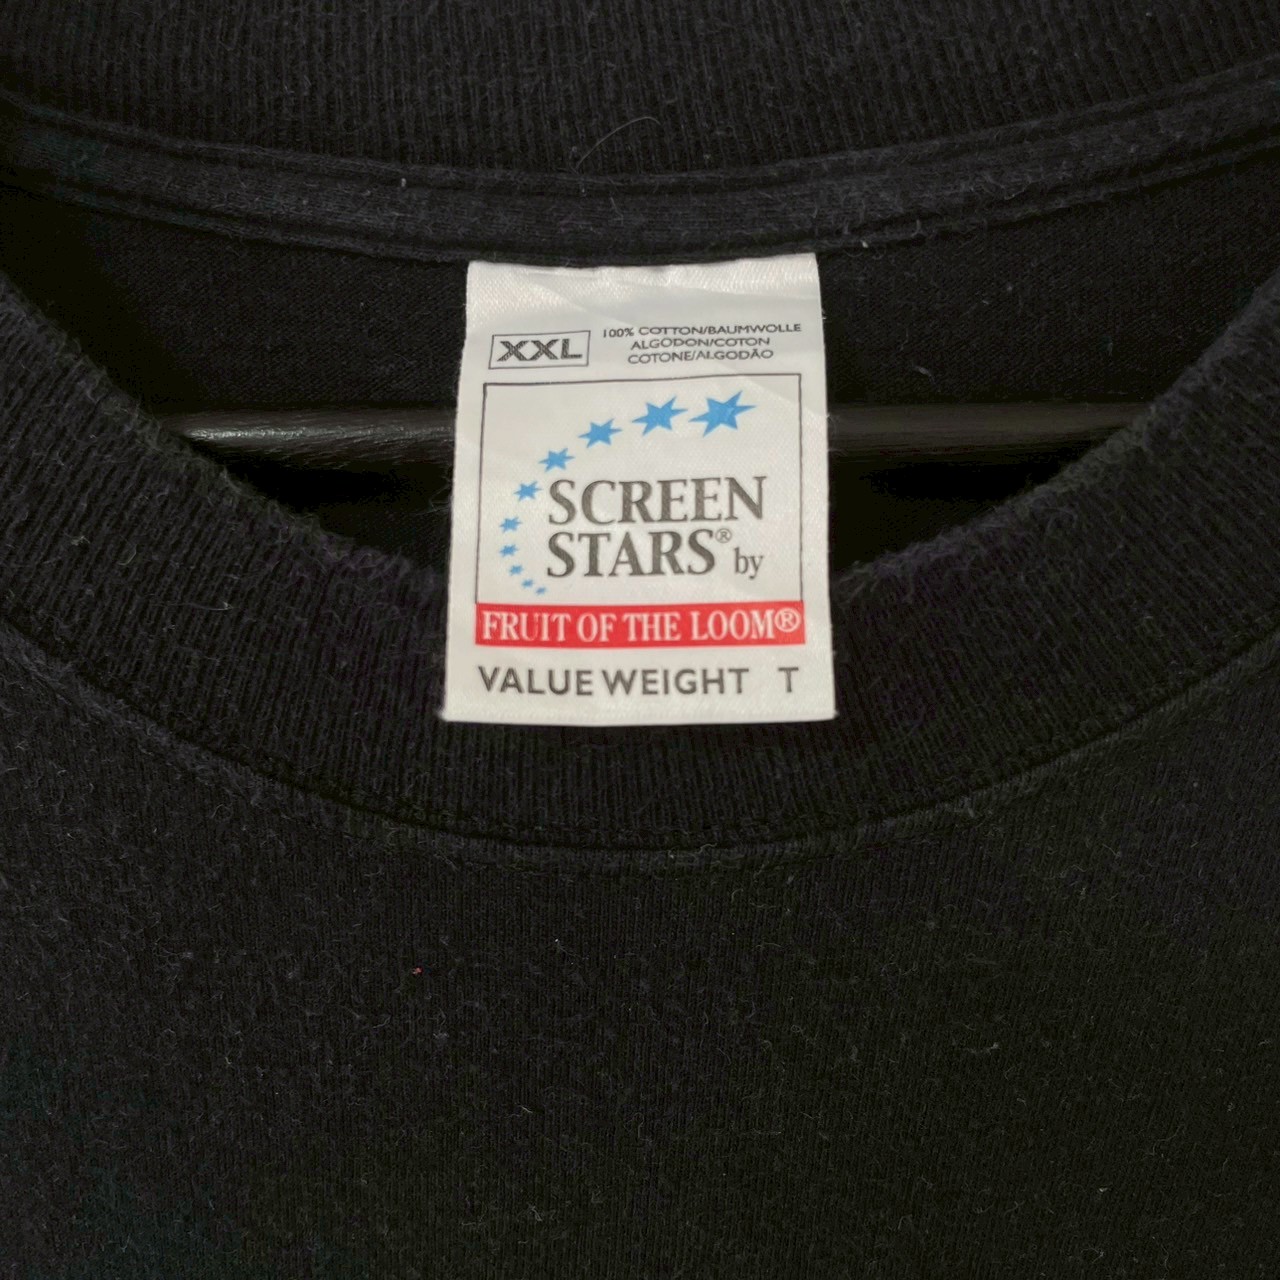 XXL
100% COTTON/BAUMWOLLE
ALGODON/COTON
COTONE/ALGODÃO
SCREEN
STARS® by
FRUIT OF THE LOOM®
VALUE WEIGHT T